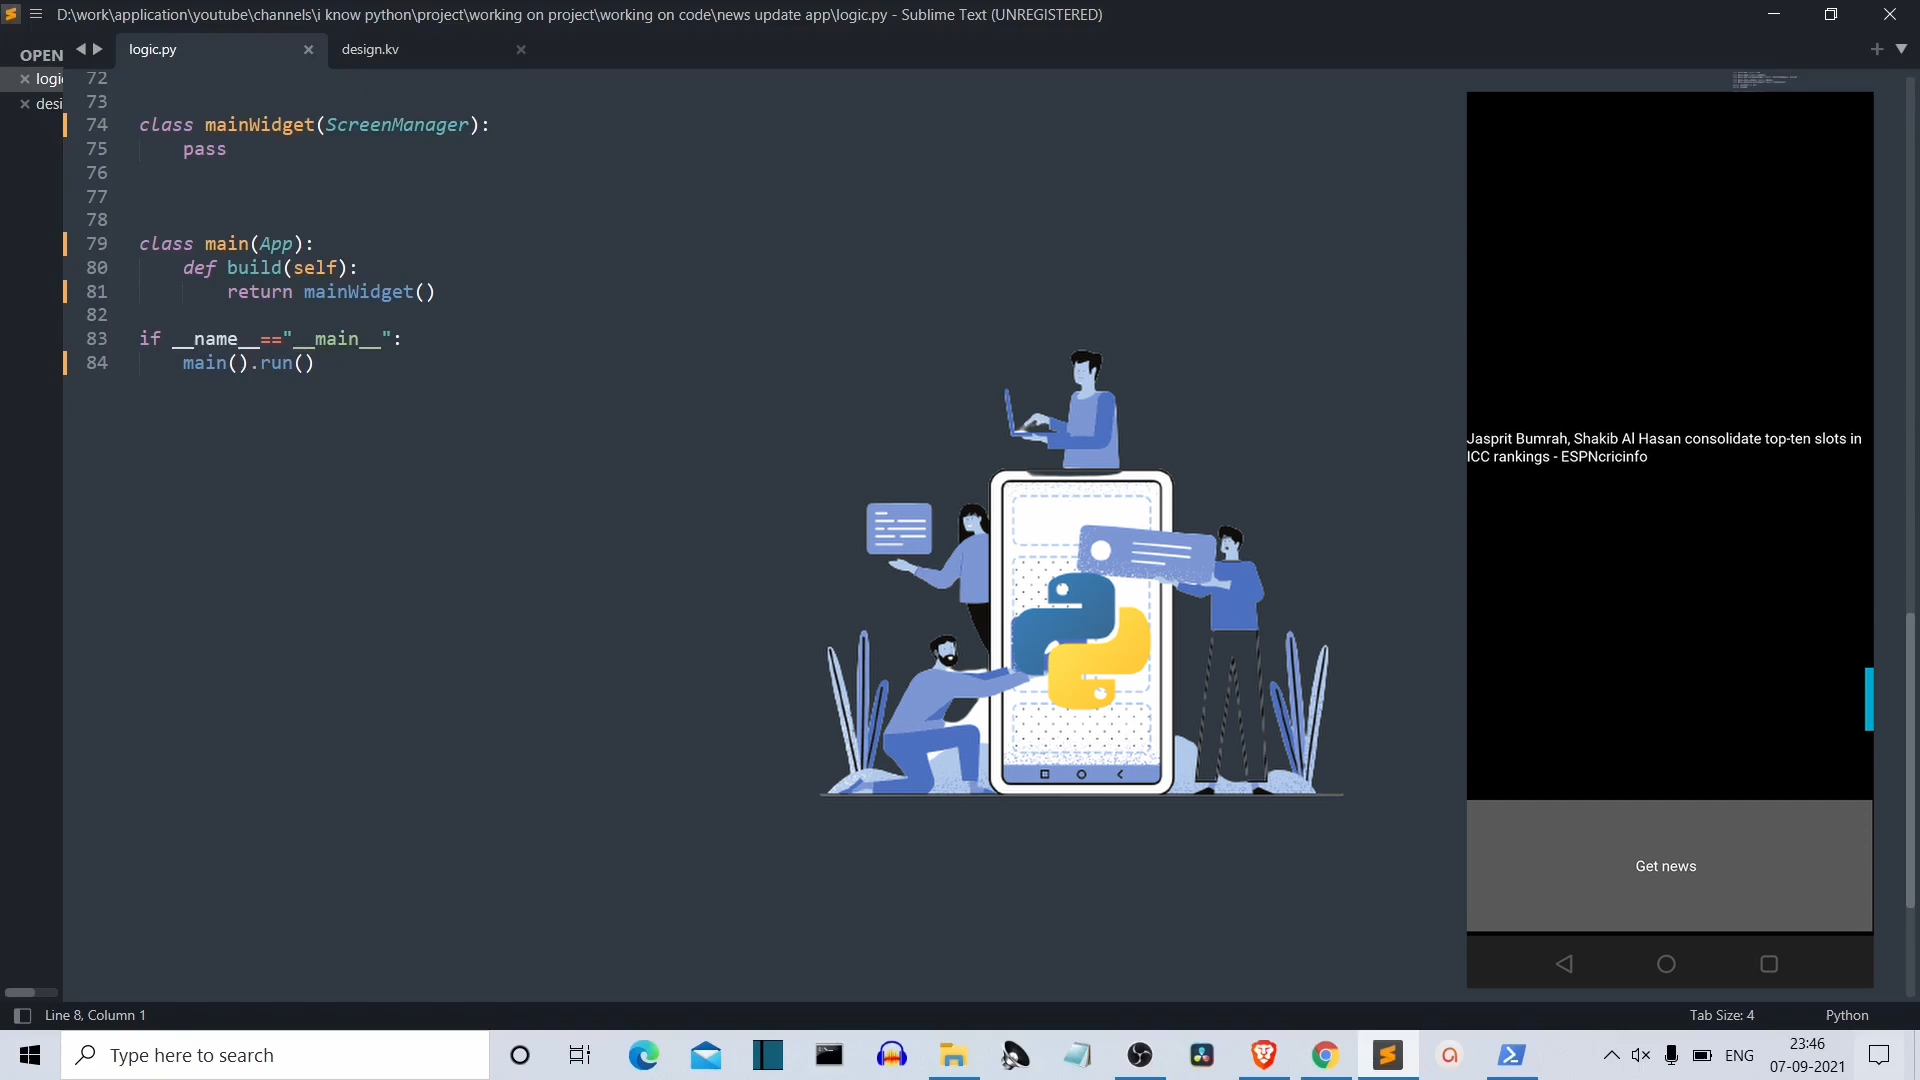 D:\work\application\youtube\channels\i know python\project\working on project\working on code\news update app\logic.py - Sublime Text (UNREGISTERED)
OPEN
logic.py
design.kv
logi
desi
72
73
74 class mainWidget(ScreenManager):
75 pass
76
77
78
79 class main(App):
80 def build(self):
81 return mainWidget()
82
83 if __name__=="__main__":
84 main().run()
Jasprit Bumrah, Shakib Al Hasan consolidate top-ten slots in
ICC rankings - ESPNcricinfo
Get news
Line 8, Column 1
Tab Size: 4
Python
Type here to search
ENG
23:46
07-09-2021